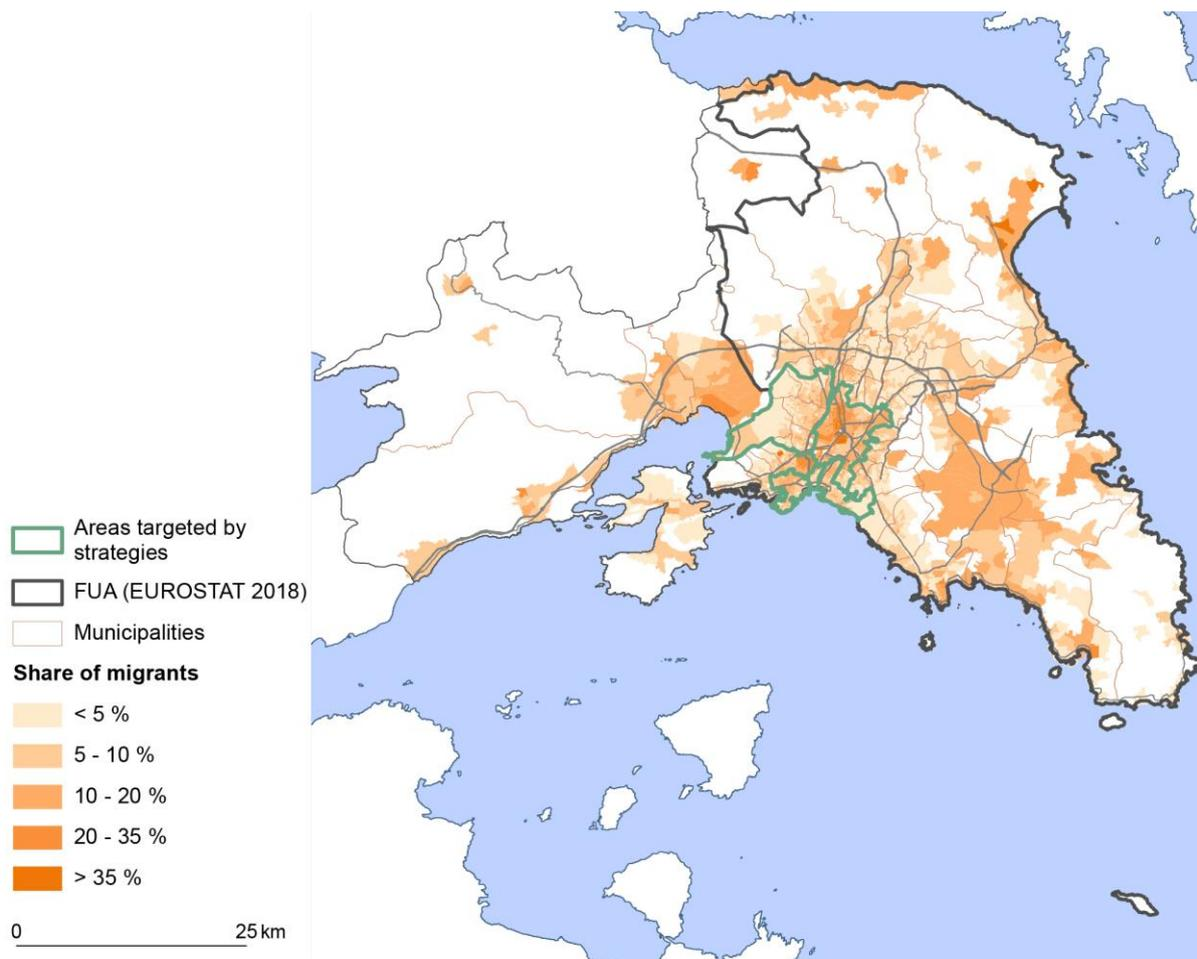 Areas targeted by
strategies
FUA (EUROSTAT 2018)
Municipalities
Share of migrants
< 5 %
5 - 10 %
10 - 20 %
20 - 35 %
> 35 %
0 25 km